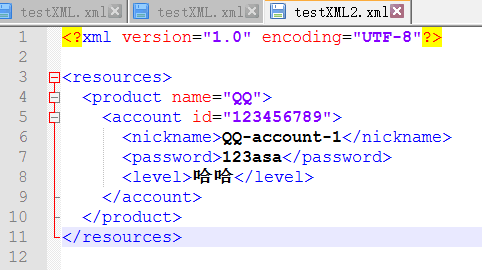 testXML.xml testXML.xml testXML2.xml
1 <?xml version="1.0" encoding="UTF-8"?>
2
3 <resources>
4 <product name="QQ">
5 <account id="123456789">
6 <nickname>QQ-account-1</nickname>
7 <password>123asa</password>
8 <level>哈哈</level>
9 </account>
10 </product>
11 </resources>
12